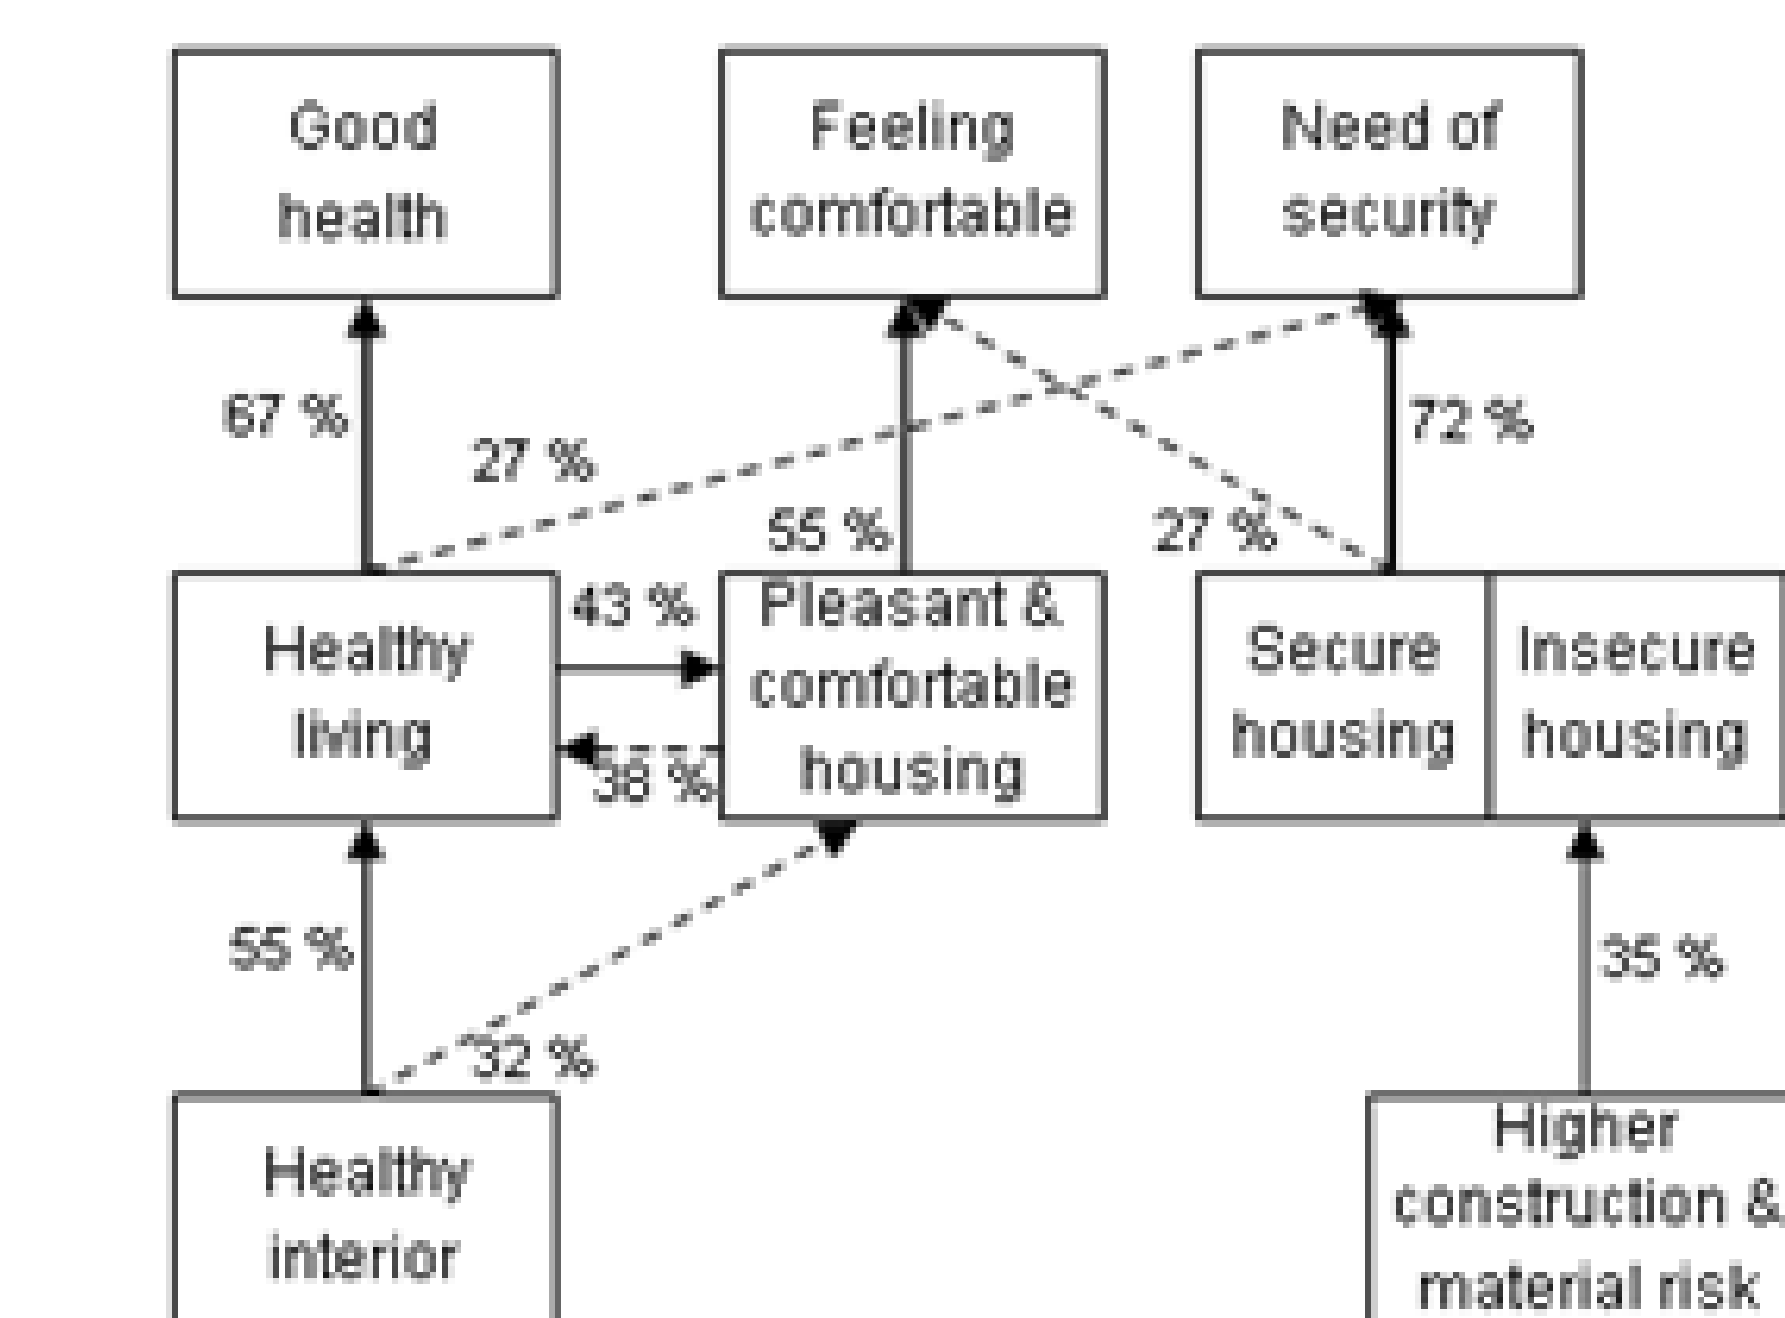 Good
health
Feeling
comfortable
Need of
security
67 %
27 %
55 %
27 %
72 %
Healthy
living
43 %
38 %
Pleasant &
comfortable
housing
Secure
housing
Insecure
housing
55 %
32 %
35 %
Healthy
interior
Higher
construction &
material risk